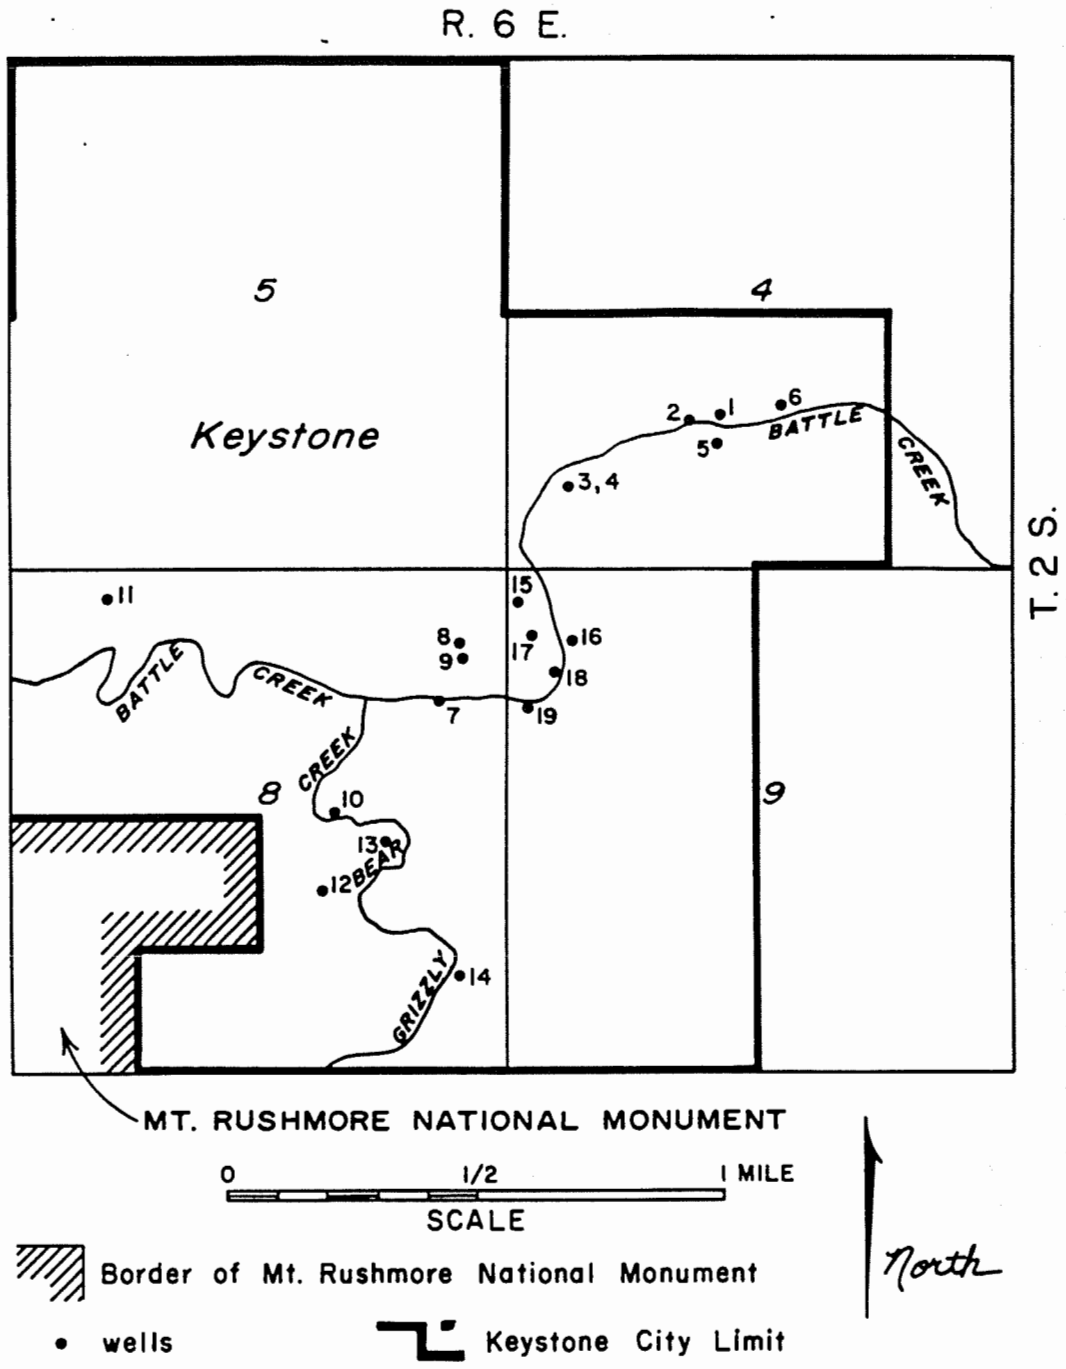 R. 6 E.
5
4
Keystone
2
1
6
BATTLE
5
CREEK
3, 4
T. 2 S.
11
15
8
17
16
9
18
BATTLE
CREEK
7
19
CREEK
8
10
9
13
BEAR
12
14
GRIZZLY
MT. RUSHMORE NATIONAL MONUMENT
0 1/2 1 MILE
SCALE
Border of Mt. Rushmore National Monument
North
wells
Keystone City Limit